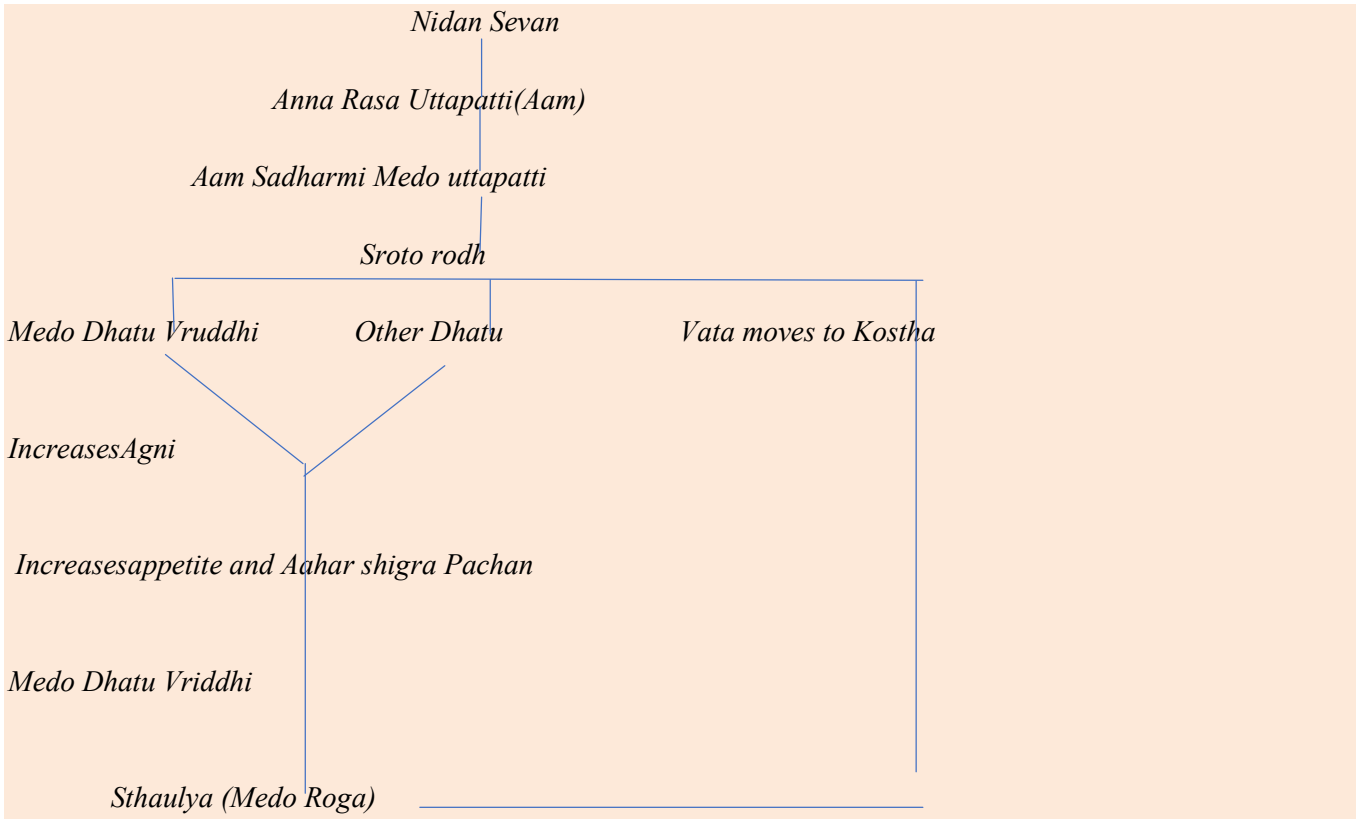 Nidan Sevan
Anna Rasa Uttapatti(Aam)
Aam Sadharmi Medo uttapatti
Sroto rodh
Medo Dhatu Vruddhi Other Dhatu Vata moves to Kostha
IncreasesAgni
Increasesappetite and Aahar shigra Pachan
Medo Dhatu Vriddhi
Sthaulya (Medo Roga)